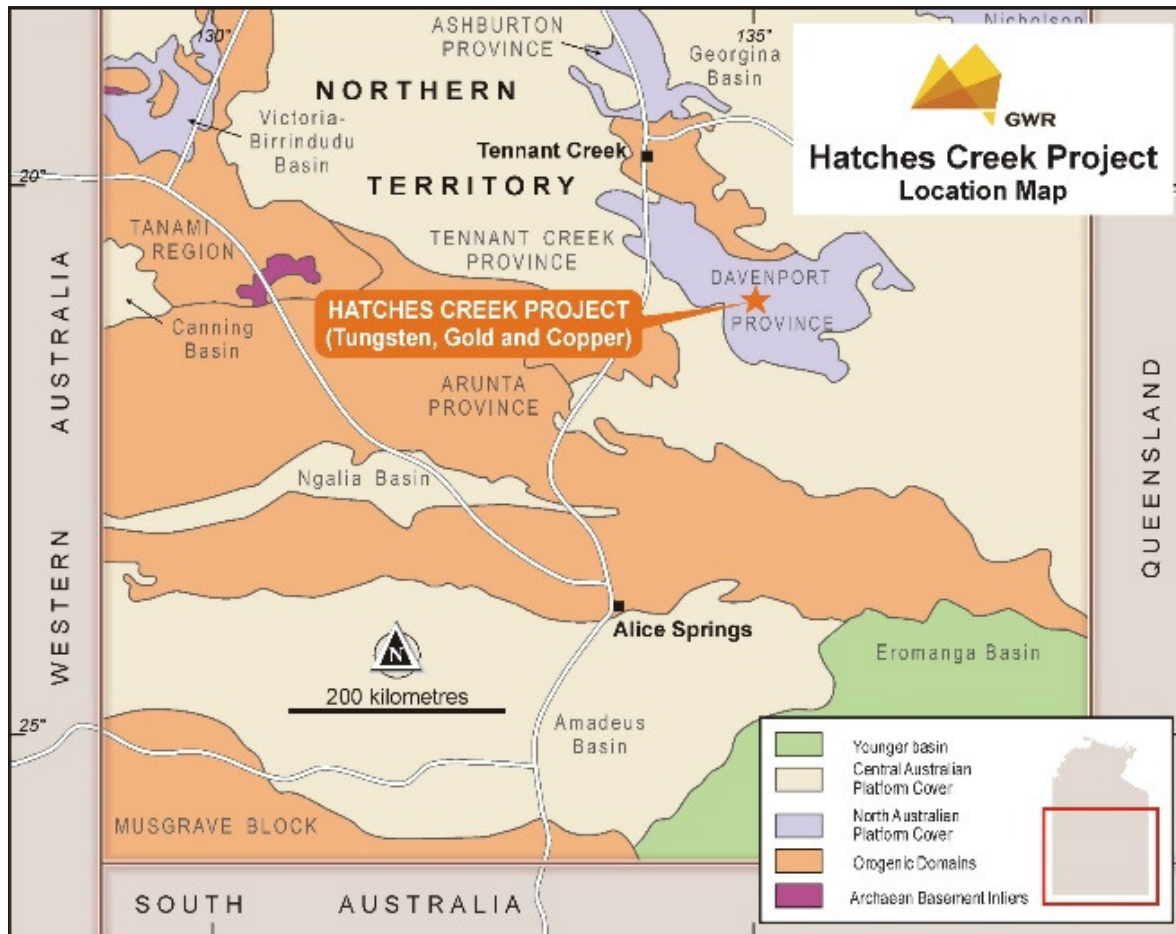 130°
135°
Nicholson
ASHBURTON
PROVINCE
Georgina
Basin
GWR
Hatches Creek Project
Location Map
NORTHERN
TERRITORY
Victoria-
Birrindudu
Basin
Tennant Creek
20°
TANAMI
REGION
TENNANT CREEK
PROVINCE
DAVENPORT
PROVINCE
HATCHES CREEK PROJECT
(Tungsten, Gold and Copper)
Canning
Basin
ARUNTA
PROVINCE
WESTERN AUSTRALIA
QUEENSLAND
Ngalia Basin
Alice Springs
Eromanga Basin
N
200 kilometres
25°
Amadeus
Basin
MUSGRAVE BLOCK
SOUTH AUSTRALIA
Younger basin
Central Australian
Platform Cover
North Australian
Platform Cover
Orogenic Domains
Archaean Basement Inliers